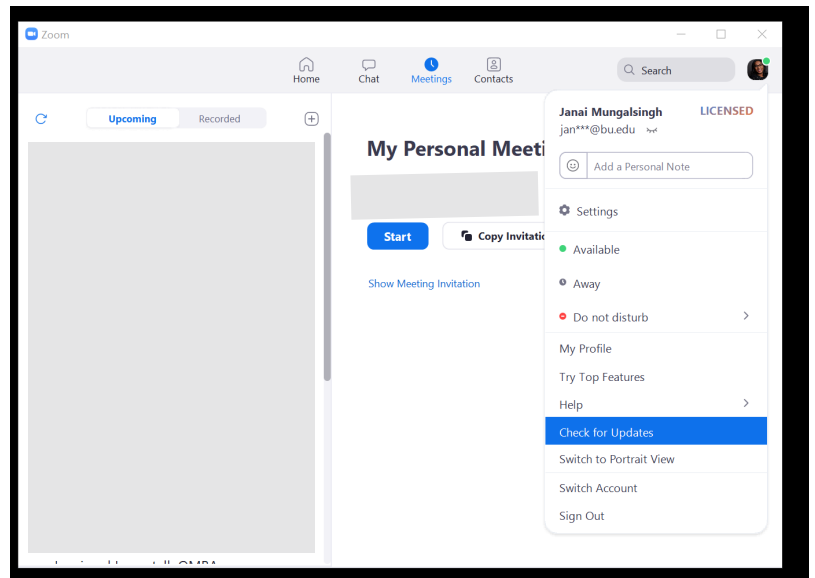 Zoom
Home
Chat
Meetings
Contacts
Search
Upcoming
Recorded
My Personal Meeti
Start
Copy Invitatic
Show Meeting Invitation
Janai Mungalsingh
LICENSED
jan***@bu.edu
Add a Personal Note
Settings
Available
Away
Do not disturb
My Profile
Try Top Features
Help
Check for Updates
Switch to Portrait View
Switch Account
Sign Out